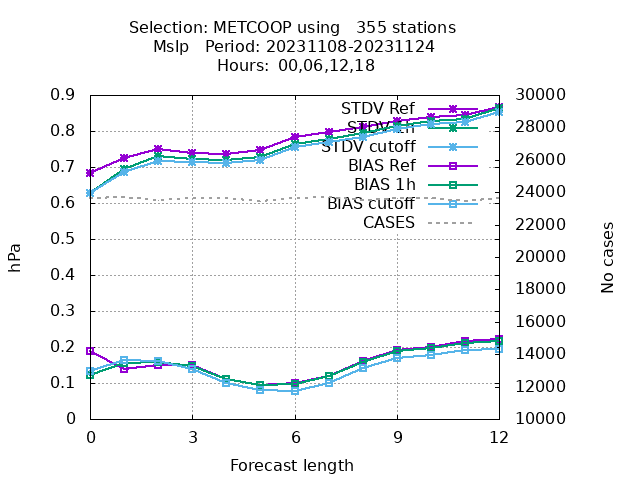 Selection: METCOOP using   355 stations
Mslp   Period: 20231108-20231124
Hours:  00,06,12,18
0.9
0.8
0.7
0.6
0.5
0.4
0.3
0.2
0.1
0
30000
28000
26000
24000
22000
20000
18000
16000
14000
12000
10000
hPa
No cases
STDV Ref
STDV 1h
STDV cutoff
BIAS Ref
BIAS 1h
BIAS cutoff
CASES
0 3 6 9 12
Forecast length